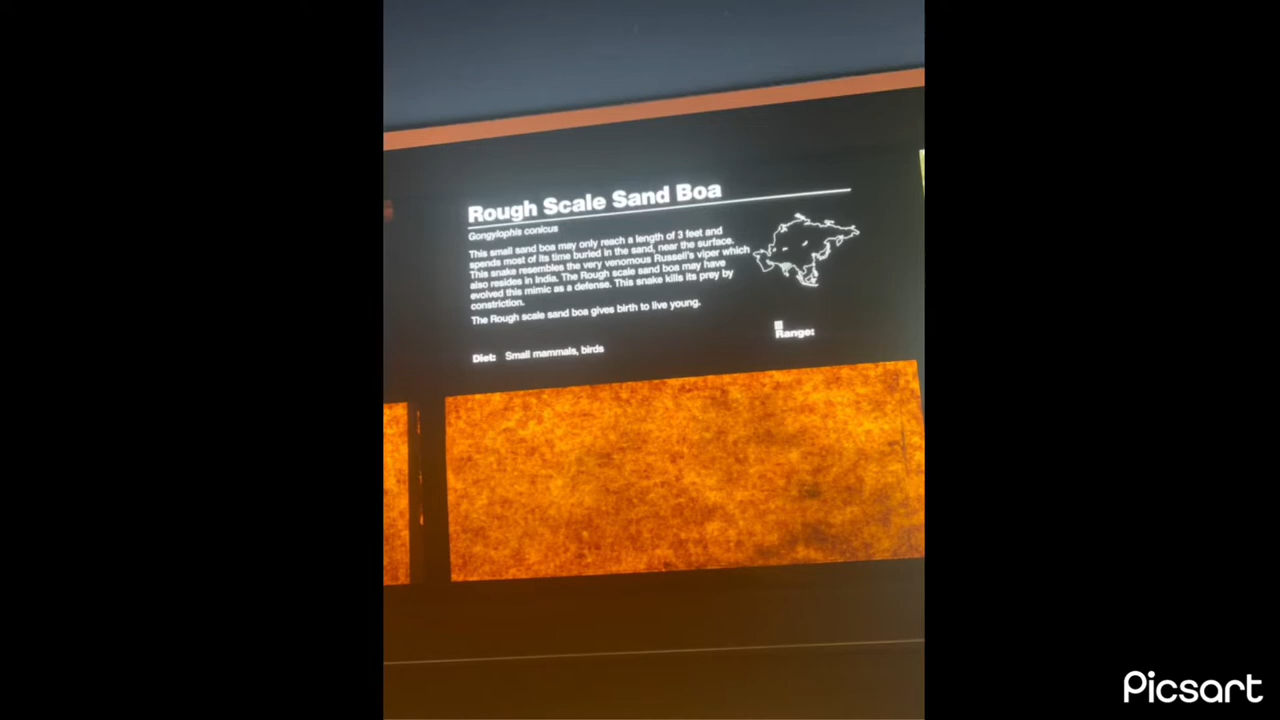 Rough Scale Sand Boa
Gongylophis conicus
This small sand boa may only reach a length of 3 feet and
spends most of its time buried in the sand, near the surface.
This snake resembles the very venomous Russell's viper which
also resides in India. The Rough scale sand boa may have
evolved this mimic as a defense. This snake kills its prey by
constriction.
The Rough scale sand boa gives birth to live young.
Range:
Diet: Small mammals, birds
Picsart